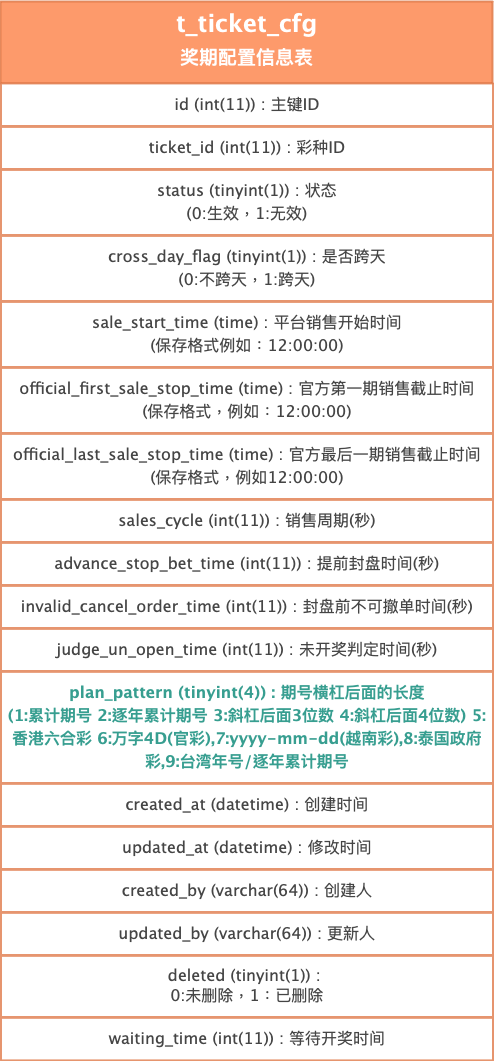 t_ticket_cfg
奖期配置信息表
id (int(11)) : 主键ID
ticket_id (int(11)) : 彩种ID
status (tinyint(1)) : 状态
(0:生效，1:无效)
cross_day_flag (tinyint(1)) : 是否跨天
(0:不跨天，1:跨天)
sale_start_time (time) : 平台销售开始时间
(保存格式例如：12:00:00)
official_first_sale_stop_time (time) : 官方第一期销售截止时间
(保存格式，例如：12:00:00)
official_last_sale_stop_time (time) : 官方最后一期销售截止时间
(保存格式，例如12:00:00)
sales_cycle (int(11)) : 销售周期(秒)
advance_stop_bet_time (int(11)) : 提前封盘时间(秒)
invalid_cancel_order_time (int(11)) : 封盘前不可撤单时间(秒)
judge_un_open_time (int(11)) : 未开奖判定时间(秒)
plan_pattern (tinyint(4)) : 期号横杠后面的长度
(1:累计期号 2:逐年累计期号 3:斜杠后面3位数 4:斜杠后面4位数) 5:
香港六合彩 6:万字4D(官彩),7:yyyy-mm-dd(越南彩),8:泰国政府
彩,9:台湾年号/逐年累计期号
created_at (datetime) : 创建时间
updated_at (datetime) : 修改时间
created_by (varchar(64)) : 创建人
updated_by (varchar(64)) : 更新人
deleted (tinyint(1)) :
0:未删除，1：已删除
waiting_time (int(11)) : 等待开奖时间